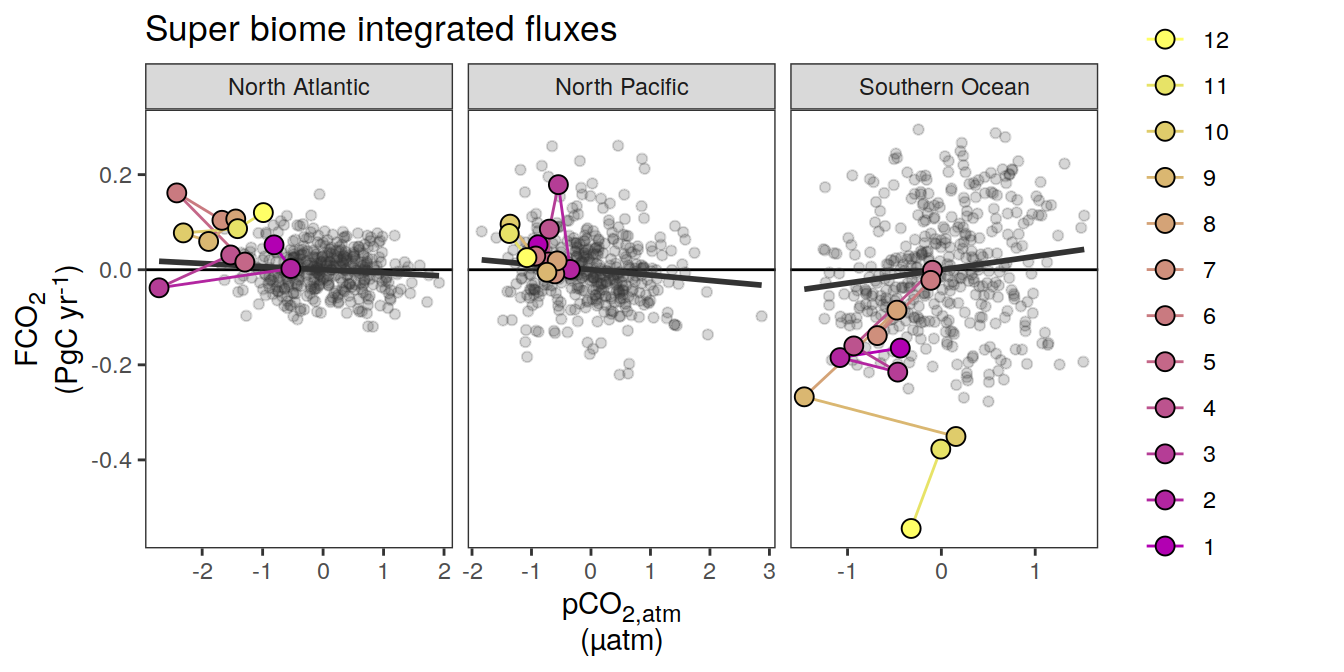 Super biome integrated fluxes
North Atlantic
North Pacific
Southern Ocean
FCO₂
(PgC yr⁻¹)
0.2
0.0
-0.2
-0.4
-2 -1 0 1 2
-2 -1 0 1 2 3
-1 0 1
pCO₂,ₐₜₘ
(µatm)
12
11
10
9
8
7
6
5
4
3
2
1